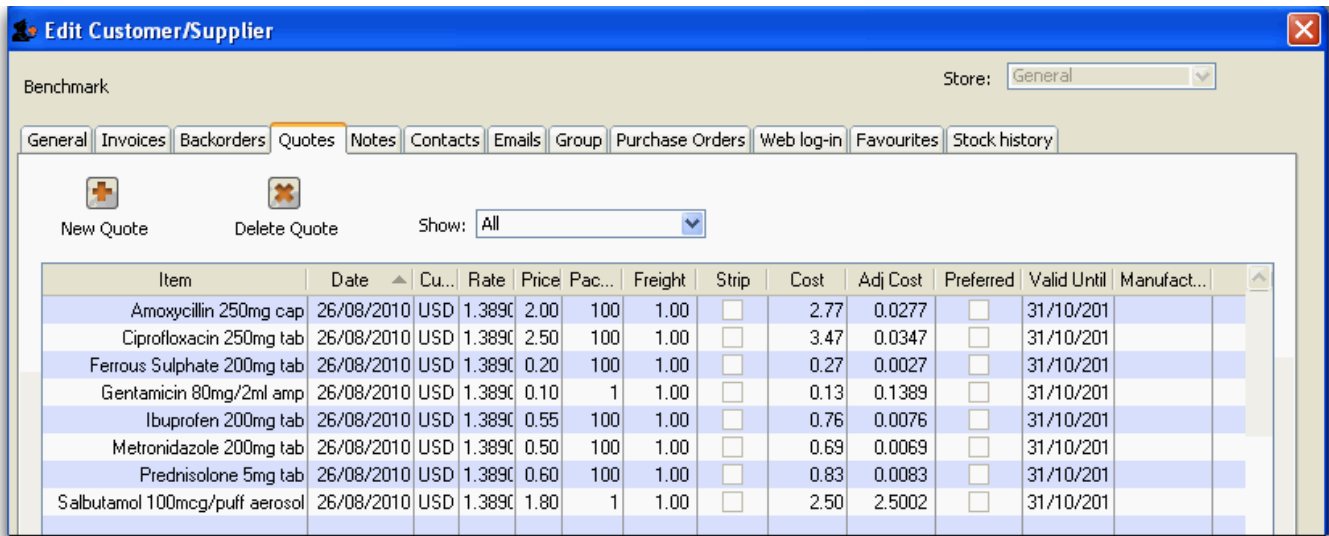 Edit Customer/Supplier
Benchmark Store: General
General Invoices Backorders Quotes Notes Contacts Emails Group Purchase Orders Web log-in Favourites Stock history
New Quote Delete Quote Show: All
Item Date Cu... Rate Price Pac... Freight Strip Cost Adj Cost Preferred Valid Until Manufact...
Amoxycillin 250mg cap 26/08/2010 USD 1.3890 2.00 100 1.00 2.77 0.0277 31/10/201
Ciprofloxacin 250mg tab 26/08/2010 USD 1.3890 2.50 100 1.00 3.47 0.0347 31/10/201
Ferrous Sulphate 200mg tab 26/08/2010 USD 1.3890 0.20 100 1.00 0.27 0.0027 31/10/201
Gentamicin 80mg/2ml amp 26/08/2010 USD 1.3890 0.10 1 1.00 0.13 0.1389 31/10/201
Ibuprofen 200mg tab 26/08/2010 USD 1.3890 0.55 100 1.00 0.76 0.0076 31/10/201
Metronidazole 200mg tab 26/08/2010 USD 1.3890 0.50 100 1.00 0.69 0.0069 31/10/201
Prednisolone 5mg tab 26/08/2010 USD 1.3890 0.60 100 1.00 0.83 0.0083 31/10/201
Salbutamol 100mcg/puff aerosol 26/08/2010 USD 1.3890 1.80 1 1.00 2.50 2.5002 31/10/201